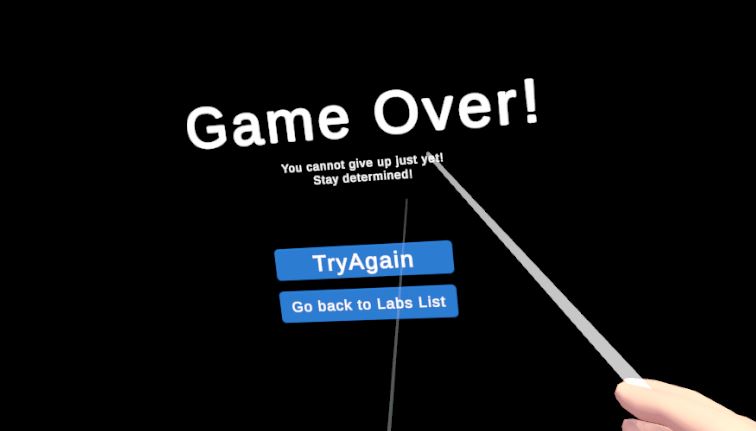 Game Over!
You cannot give up just yet!
Stay determined!
TryAgain
Go back to Labs List